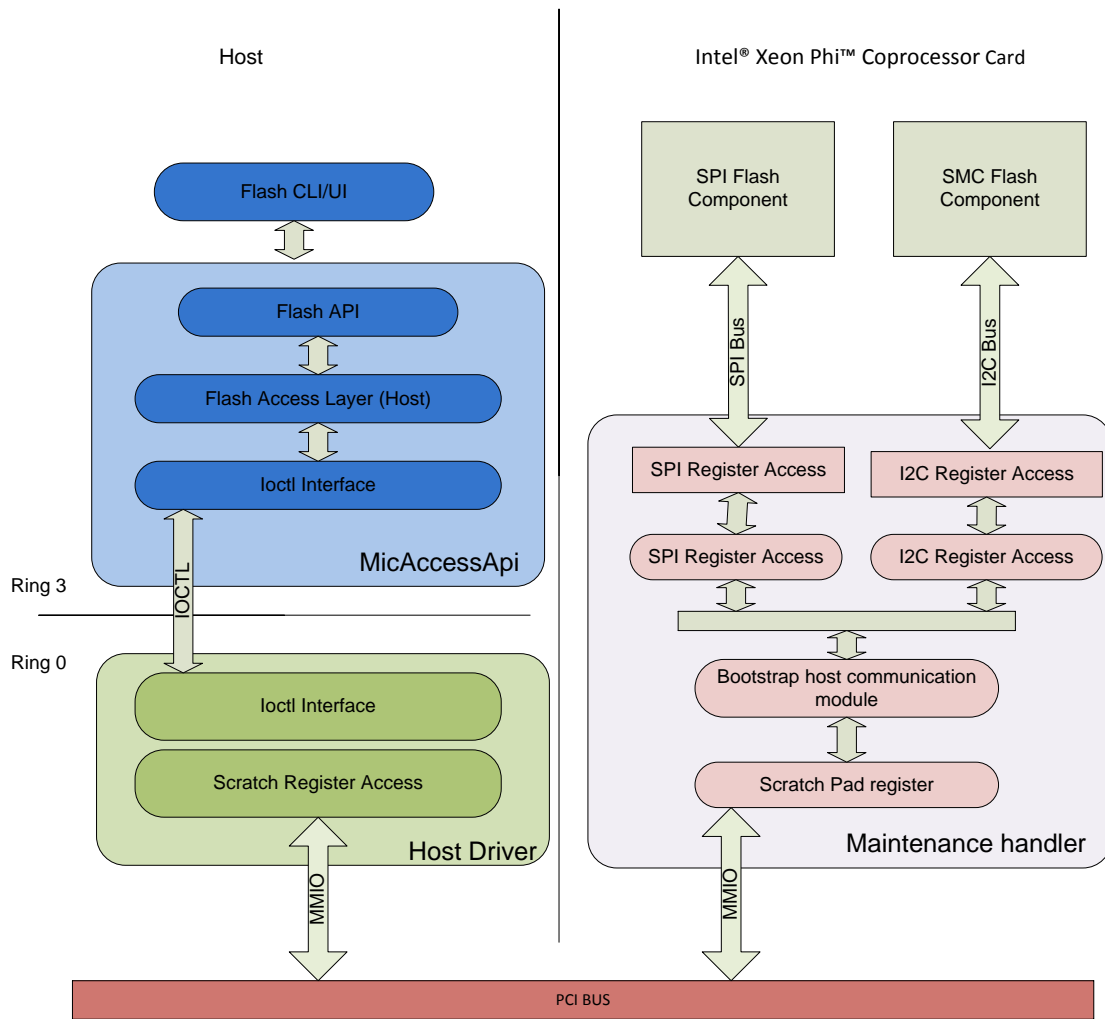 Host
Flash CLI/UI
Flash API
Flash Access Layer (Host)
Ioctl Interface
MicAccessApi
IOCTL
Ring 3
Ring 0
Ioctl Interface
Scratch Register Access
Host Driver
MMIO
Intel® Xeon Phi™ Coprocessor Card
SPI Flash
Component
SMC Flash
Component
SPI Bus
I2C Bus
SPI Register Access
I2C Register Access
SPI Register Access
I2C Register Access
Bootstrap host communication
module
Scratch Pad register
Maintenance handler
MMIO
PCI BUS